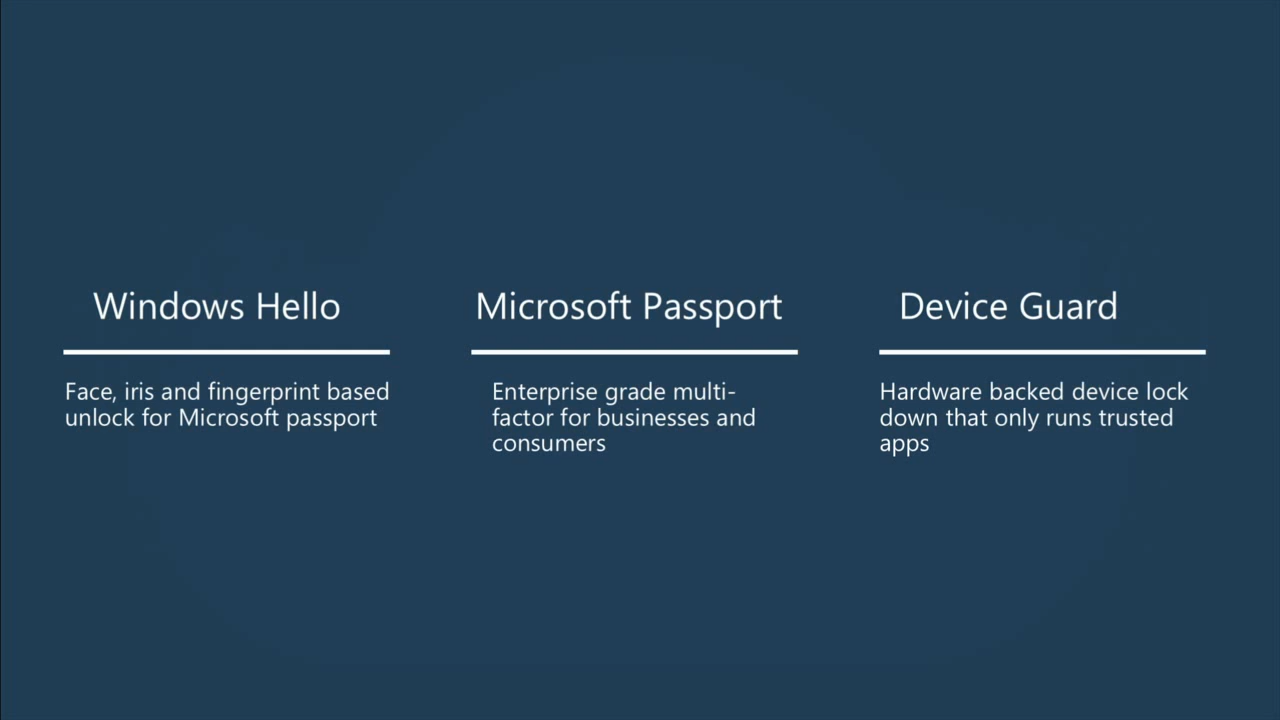 Windows Hello
Face, iris and fingerprint based
unlock for Microsoft passport
Microsoft Passport
Enterprise grade multi-
factor for businesses and
consumers
Device Guard
Hardware backed device lock
down that only runs trusted
apps